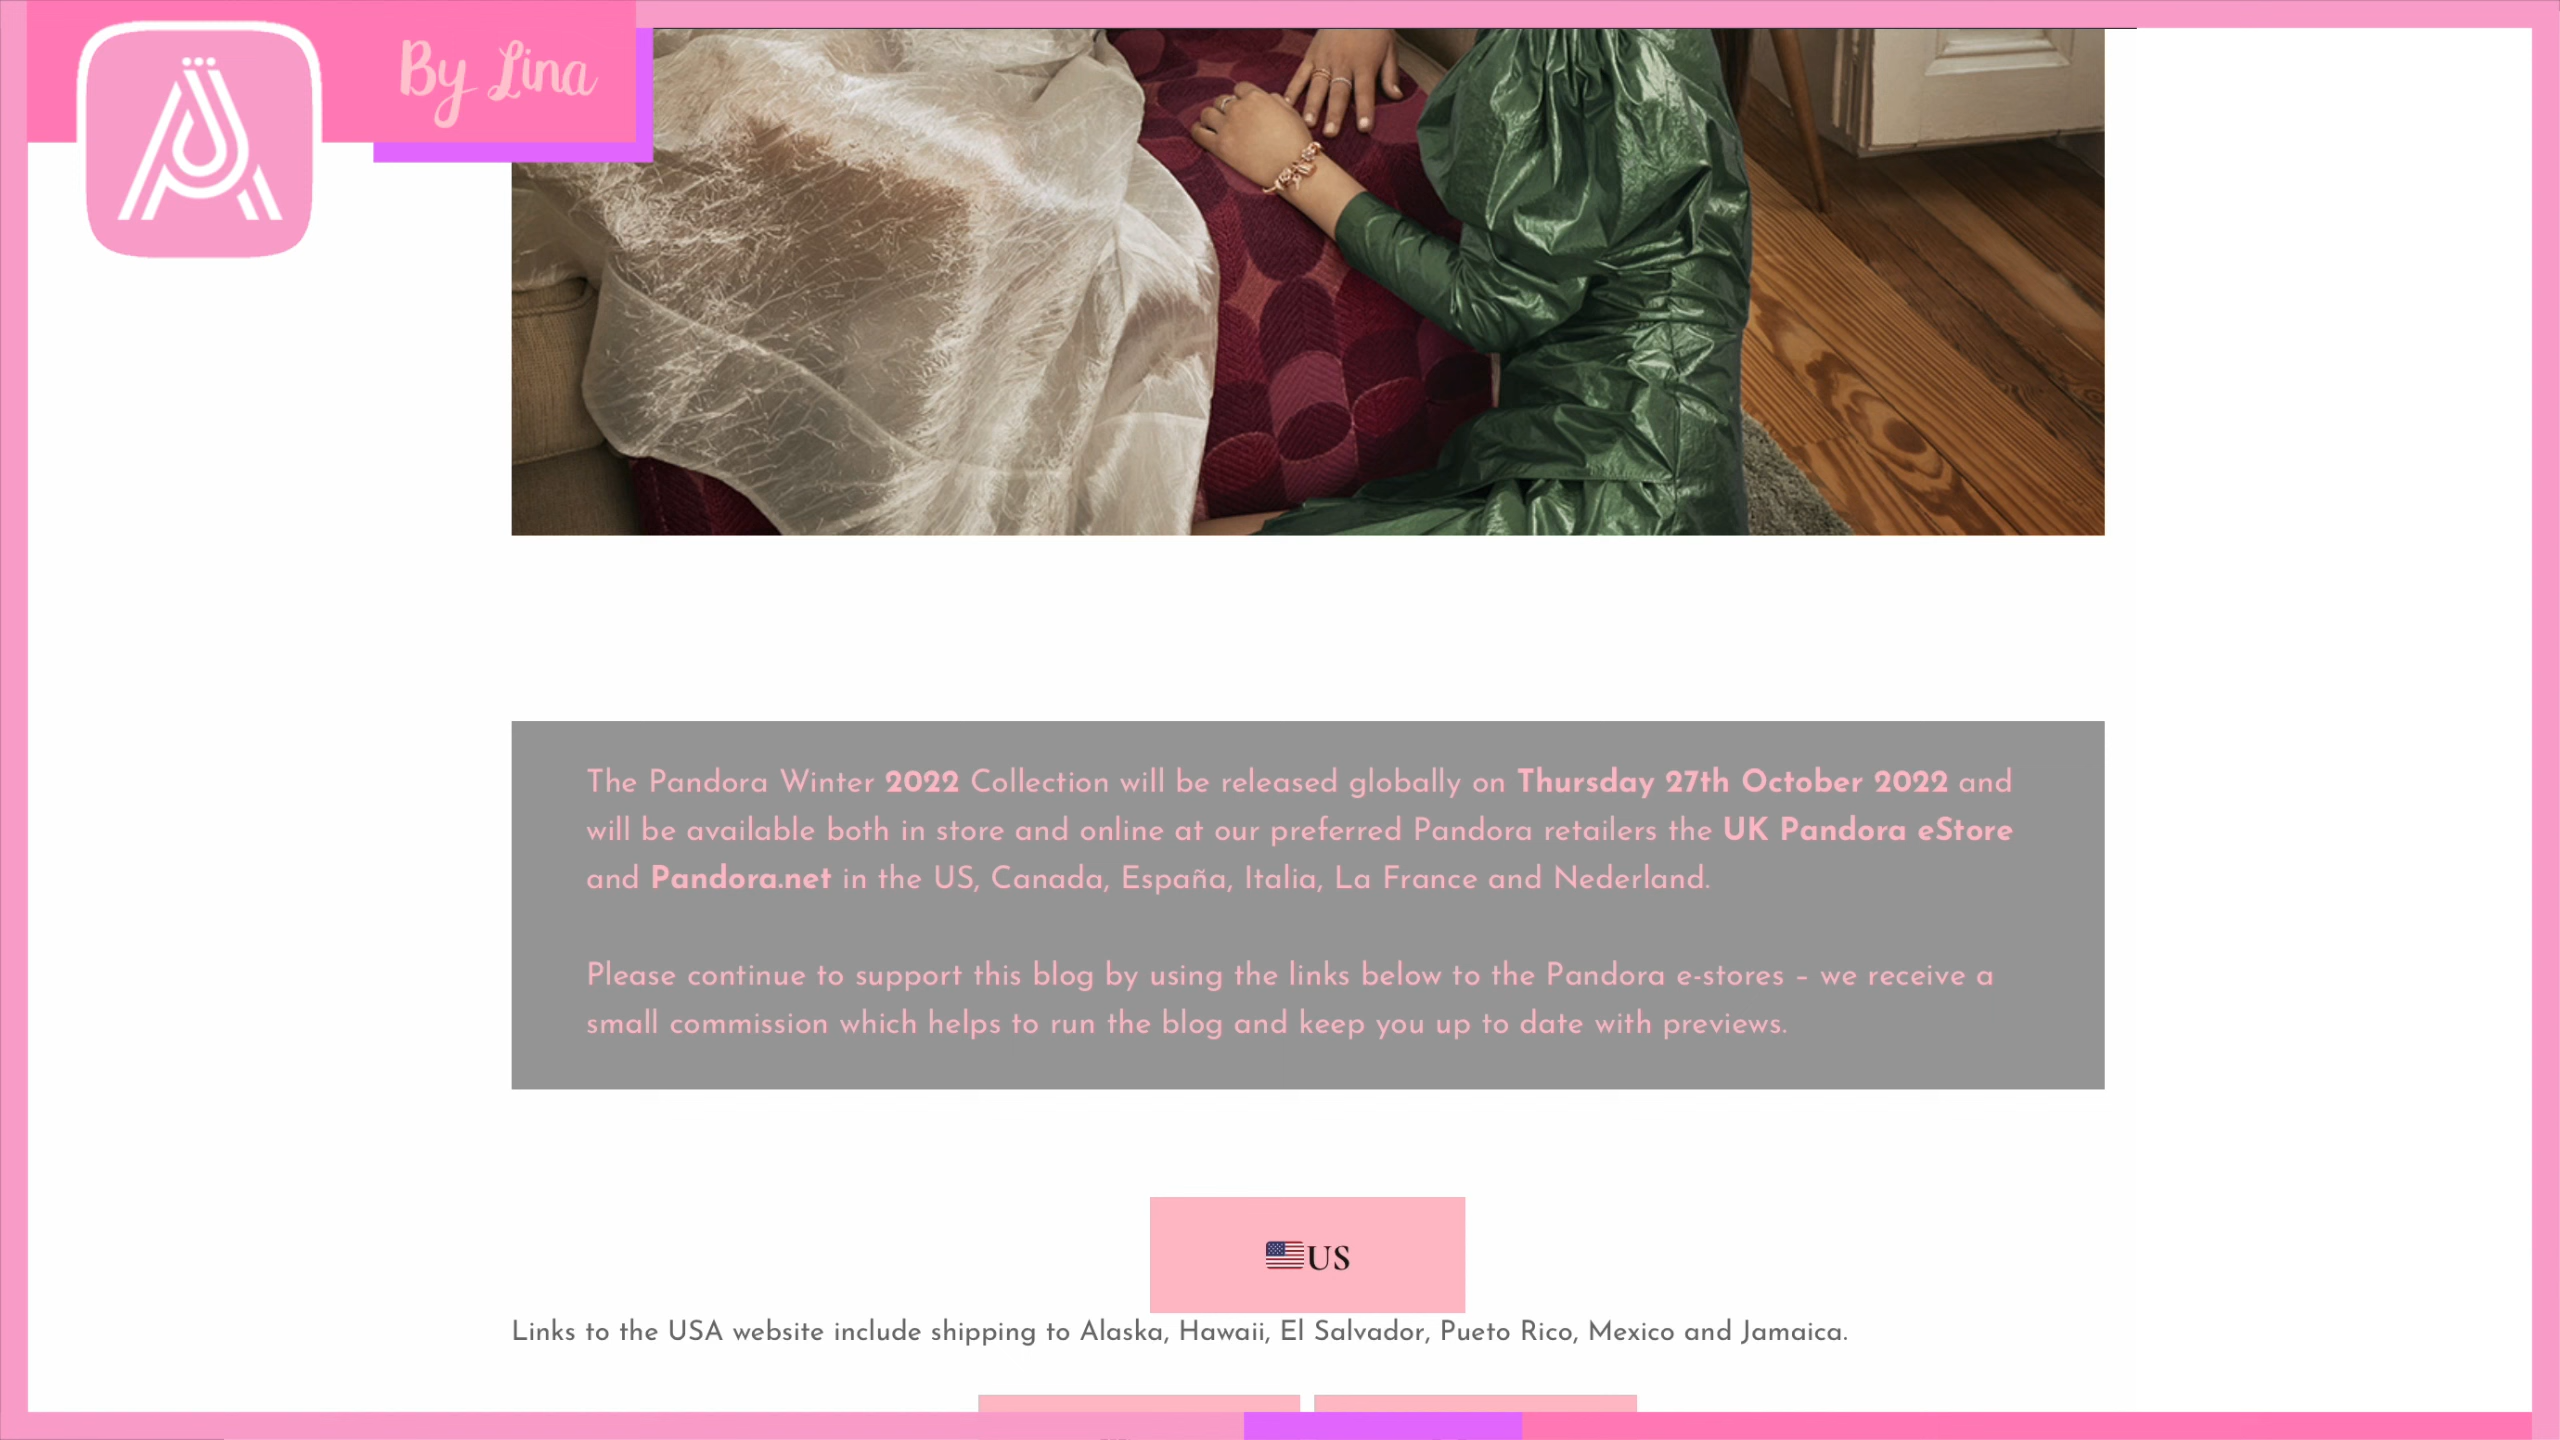 By Lina
The Pandora Winter 2022 Collection will be released globally on Thursday 27th October 2022 and
will be available both in store and online at our preferred Pandora retailers the UK Pandora eStore
and Pandora.net in the US, Canada, España, Italia, La France and Nederland.
Please continue to support this blog by using the links below to the Pandora e-stores – we receive a
small commission which helps to run the blog and keep you up to date with previews.
🇺🇸US
Links to the USA website include shipping to Alaska, Hawaii, El Salvador, Pueto Rico, Mexico and Jamaica.